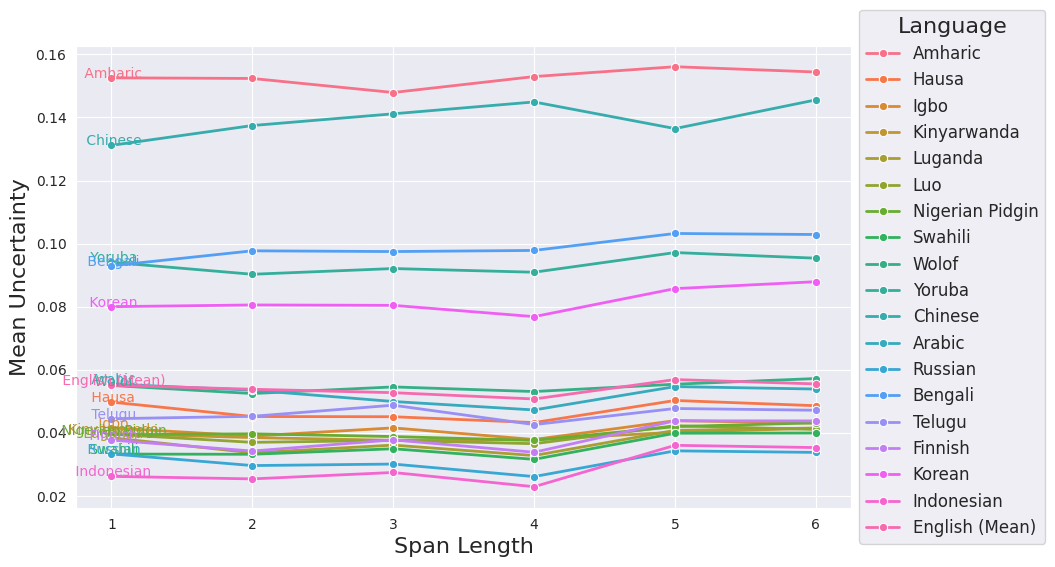 Language
Amharic
Hausa
Igbo
Kinyarwanda
Luganda
Luo
Nigerian Pidgin
Swahili
Wolof
Yoruba
Chinese
Arabic
Russian
Bengali
Telugu
Finnish
Korean
Indonesian
English (Mean)
Mean Uncertainty
0.16
0.14
0.12
0.10
0.08
0.06
0.04
0.02
Amharic
Chinese
Yoruba
Bengali
Korean
Arabic
English (Mean)
Hausa
Telugu
Indonesian
1 2 3 4 5 6
Span Length